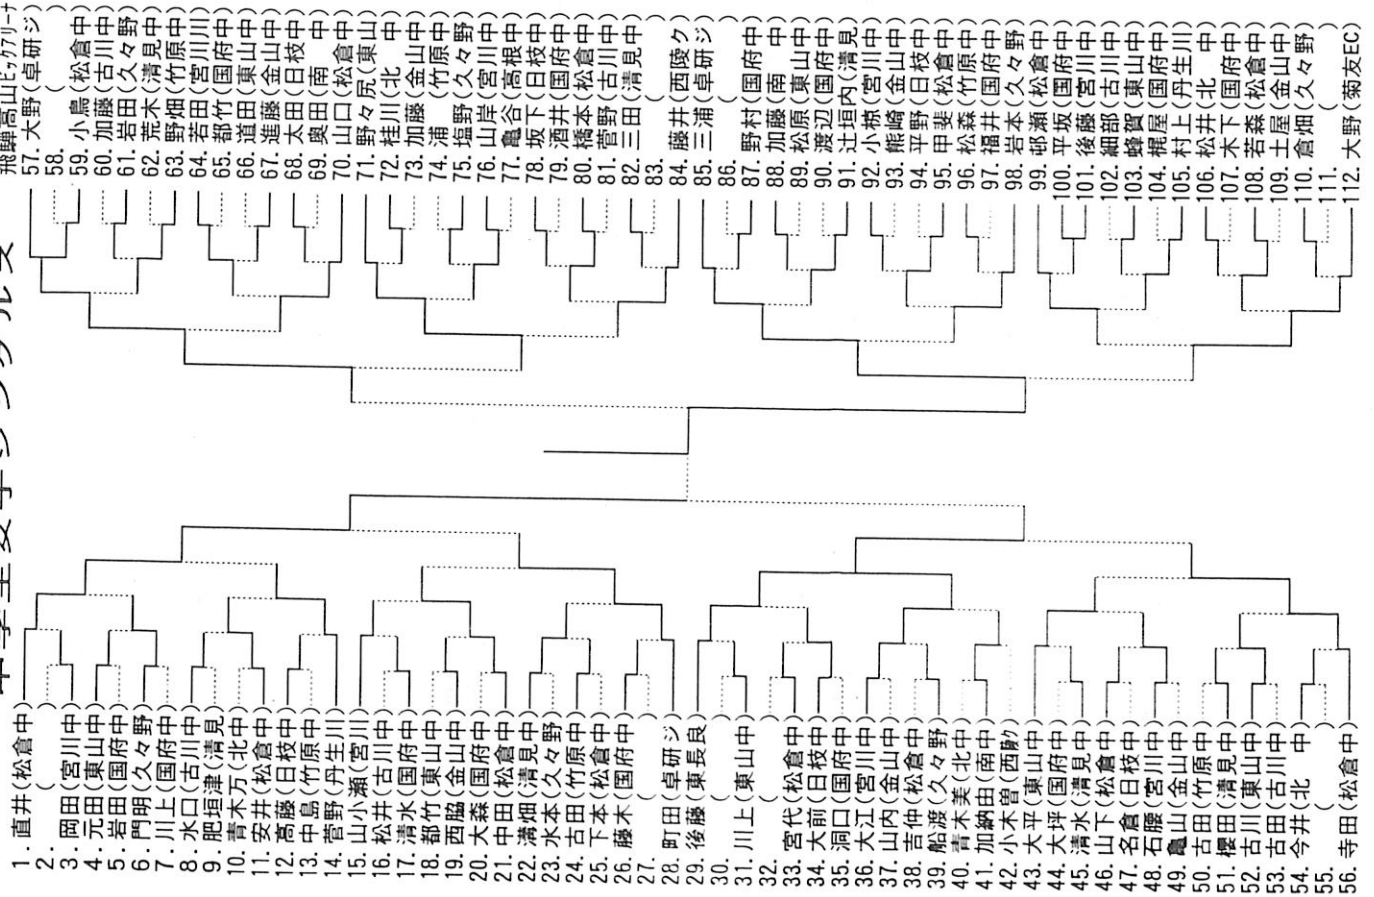 飛騨高山ビッグアリーナ
中学生女子シングルス
1. 直井(松倉中)
2. (        )
3. 岡田(宮川中)
4. 元田(東山中)
5. 岩田(国府中)
6. 門明(久々野)
7. 川上(国府中)
8. 水口(古川中)
9. 肥垣津(清見)
10. 青木万(北中)
11. 安井(松倉中)
12. 高藤(日枝中)
13. 中島(竹原中)
14. 菅野(丹生川)
15. 山小瀬(宮川)
16. 松井(古川中)
17. 清水(国府中)
18. 都竹(東山中)
19. 西脇(金山中)
20. 大森(国府中)
21. 中田(松倉中)
22. 溝畑(清見中)
23. 水本(久々野)
24. 古田(竹原中)
25. 下本(松倉中)
26. 藤木(国府中)
27. (        )
28. 町田(卓研ジ)
29. 後藤(東長良)
30. (        )
31. 川上(東山中)
32. (        )
33. 宮代(松倉中)
34. 大前(日枝中)
35. 洞口(国府中)
36. 大江(宮川中)
37. 山内(金山中)
38. 吉仲(松倉中)
39. 船渡(久々野)
40. 青木美(北中)
41. 加納由(南中)
42. 小木曽(西陵ク)
43. 大平(東山中)
44. 大坪(国府中)
45. 清水(清見中)
46. 山下(松倉中)
47. 名倉(日枝中)
48. 石腰(宮川中)
49. 亀山(金山中)
50. 古田(竹原中)
51. 櫻田(清見中)
52. 古川(東山中)
53. 古田(古川中)
54. 今井(北 中)
55. (        )
56. 寺田(松倉中)
57. 大野(卓研ジ)
58. (        )
59. 小鳥(松倉中)
60. 加藤(古川中)
61. 岩田(久々野)
62. 荒木(清見中)
63. 野畑(竹原中)
64. 若田(宮川川)
65. 都竹(国府中)
66. 道田(東山中)
67. 進藤(金山中)
68. 太田(日枝中)
69. 奥田(南 中)
70. 山口(松倉中)
71. 野々尻(東山)
72. 桂川(北 中)
73. 加藤(金山中)
74. 浦(竹原中)
75. 塩野(久々野)
76. 山岸(宮川中)
77. 亀谷(高根中)
78. 坂下(日枝中)
79. 酒井(国府中)
80. 橋本(松倉中)
81. 菅野(古川中)
82. 三田(清見中)
83. (        )
84. 藤井(西陵ク)
85. 三浦(卓研ジ)
86. (        )
87. 野村(国府中)
88. 加藤(南 中)
89. 松原(東山中)
90. 渡辺(国府中)
91. 辻垣内(清見)
92. 小椋(宮川中)
93. 熊崎(金山中)
94. 平野(日枝中)
95. 甲斐(松倉中)
96. 松森(竹原中)
97. 福井(国府中)
98. 岩本(久々野)
99. 邨瀬(松倉中)
100. 平坂(国府中)
101. 後藤(宮川中)
102. 細部(古川中)
103. 蜂賀(東山中)
104. 梶屋(国府中)
105. 村上(丹生川)
106. 松井(北 中)
107. 木下(国府中)
108. 若森(松倉中)
109. 土屋(金山中)
110. 倉畑(久々野)
111. (        )
112. 大野(菊友EC)